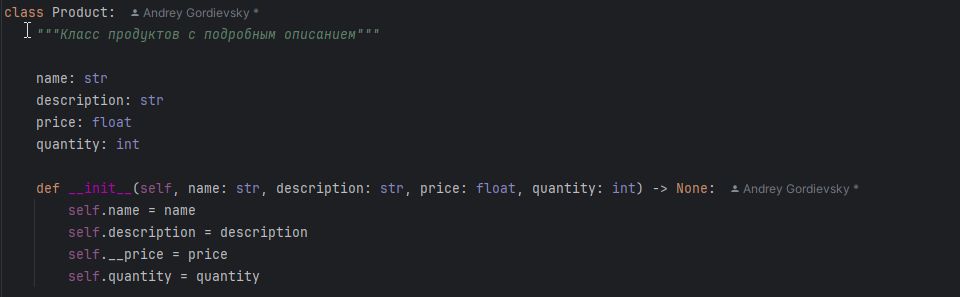 class Product: Andrey Gordievsky *
"""Класс продуктов с подробным описанием"""
name: str
description: str
price: float
quantity: int
def __init__(self, name: str, description: str, price: float, quantity: int) -> None: Andrey Gordievsky *
self.name = name
self.description = description
self.__price = price
self.quantity = quantity